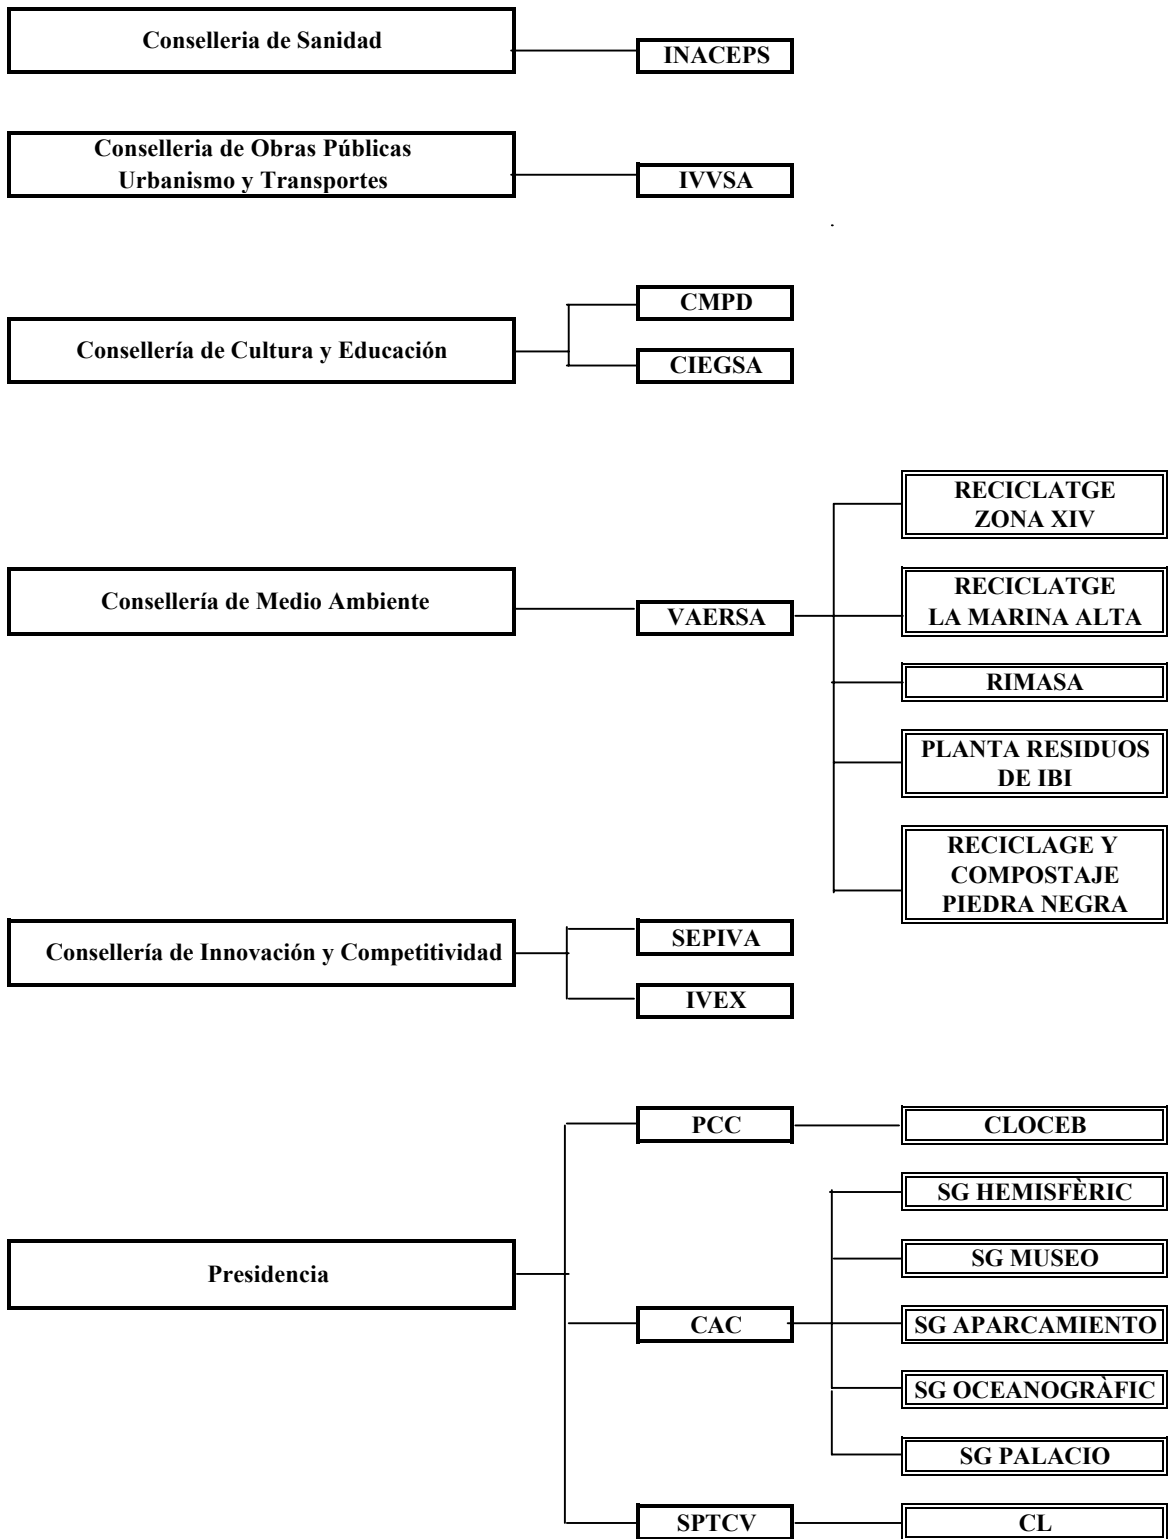 Conselleria de Sanidad
INACEPS
Conselleria de Obras Públicas
Urbanismo y Transportes
IVVSA
CMPD
Consellería de Cultura y Educación
CIEGSA
RECICLATGE
ZONA XIV
Consellería de Medio Ambiente
VAERSA
RECICLATGE
LA MARINA ALTA
RIMASA
PLANTA RESIDUOS
DE IBI
RECICLAGE Y
COMPOSTAJE
PIEDRA NEGRA
Consellería de Innovación y Competitividad
SEPIVA
IVEX
PCC
CLOCEB
SG HEMISFÈRIC
SG MUSEO
Presidencia
CAC
SG APARCAMIENTO
SG OCEANOGRÀFIC
SG PALACIO
SPTCV
CL